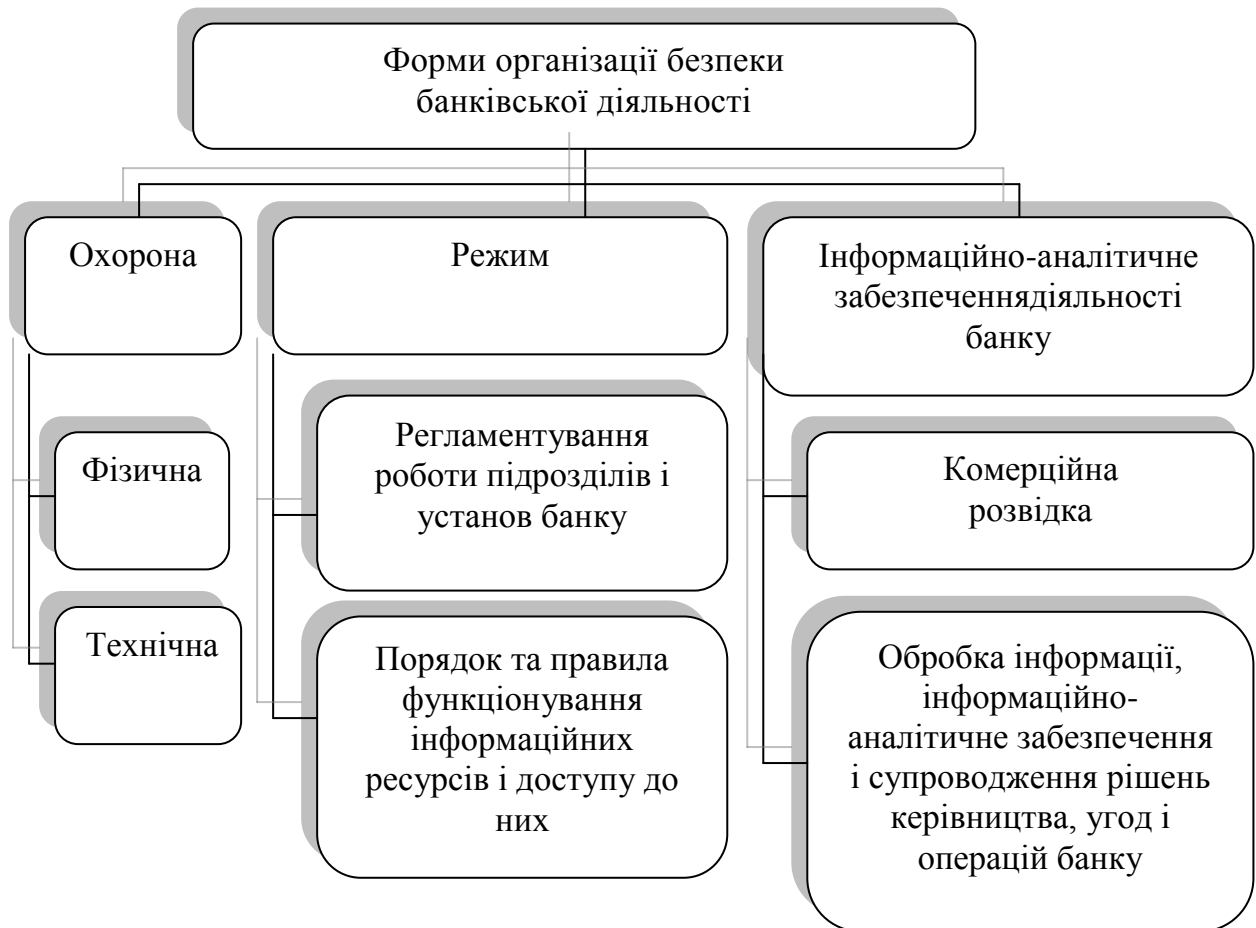 Форми організації безпеки
банківської діяльності
Охорона
Режим
Інформаційно-аналітичне
забезпеченнядіяльності
банку
Фізична
Регламентування
роботи підрозділів і
установ банку
Комерційна
розвідка
Технічна
Порядок та правила
функціонування
інформаційних
ресурсів і доступу до
них
Обробка інформації,
інформаційно-
аналітичне забезпечення
і супроводження рішень
керівництва, угод і
операцій банку